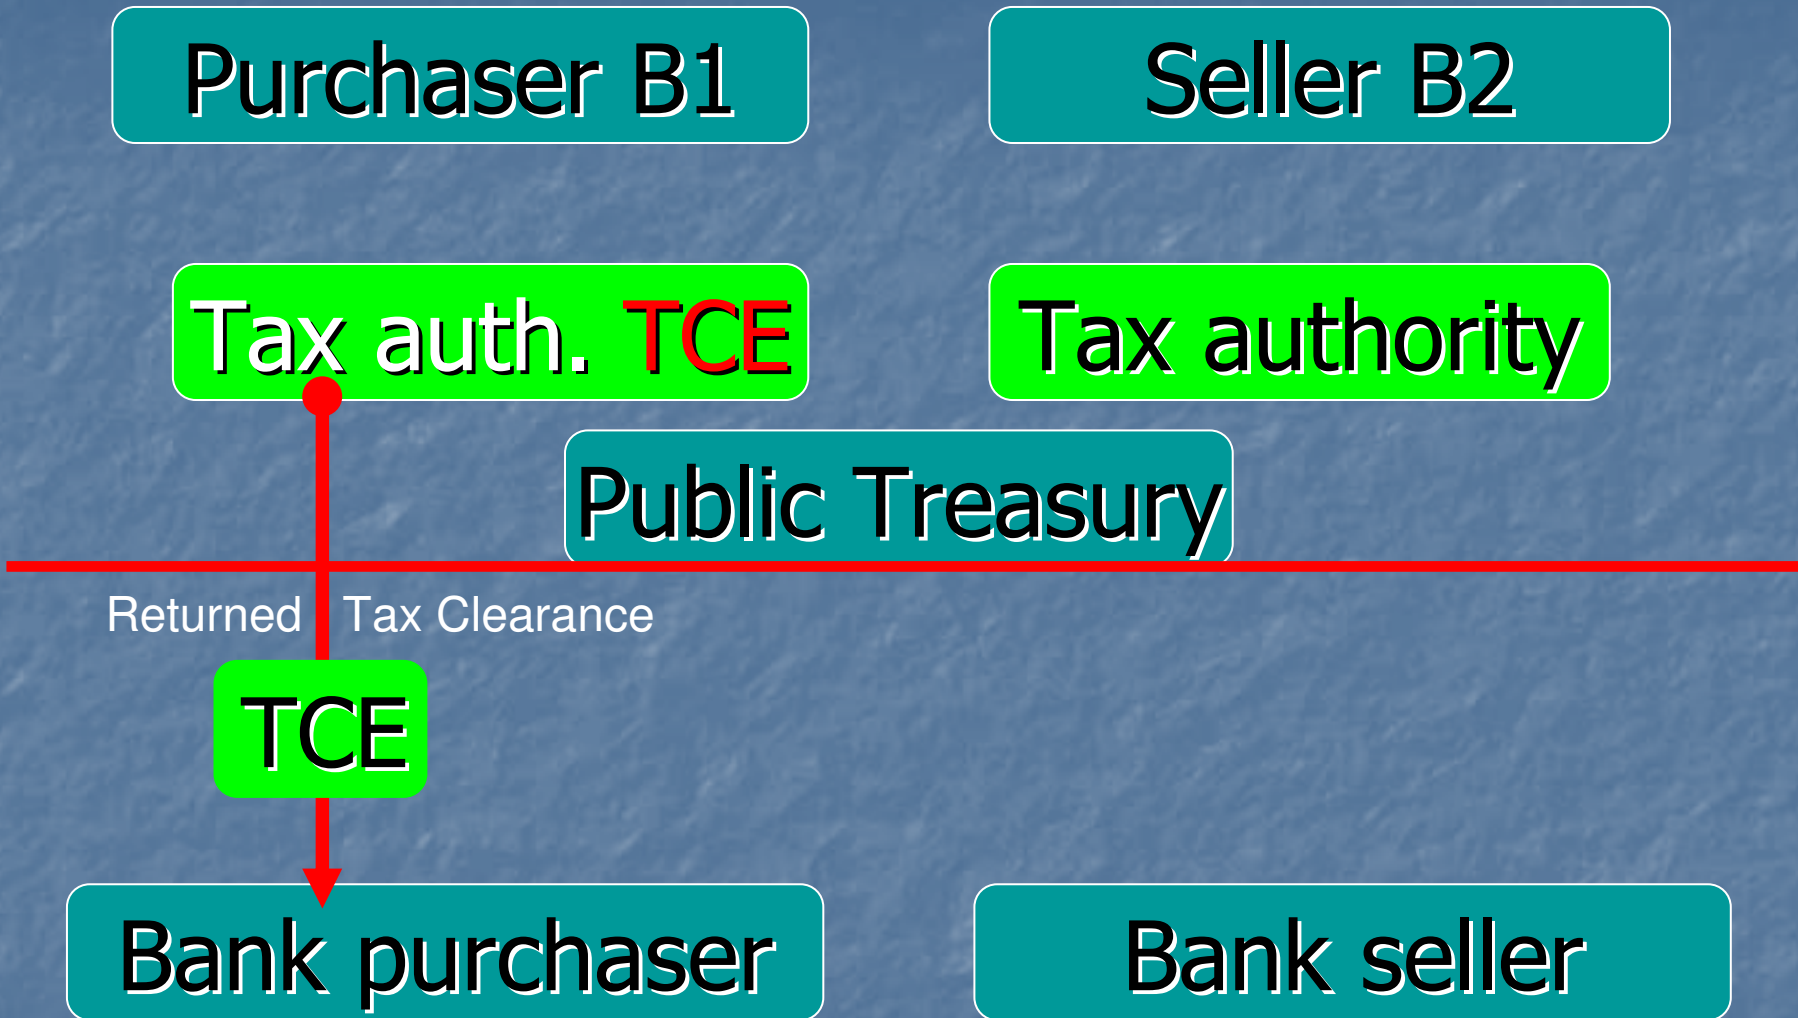 Purchaser B1
Seller B2
Tax auth. TCE
Tax authority
Public Treasury
Returned Tax Clearance
TCE
Bank purchaser
Bank seller